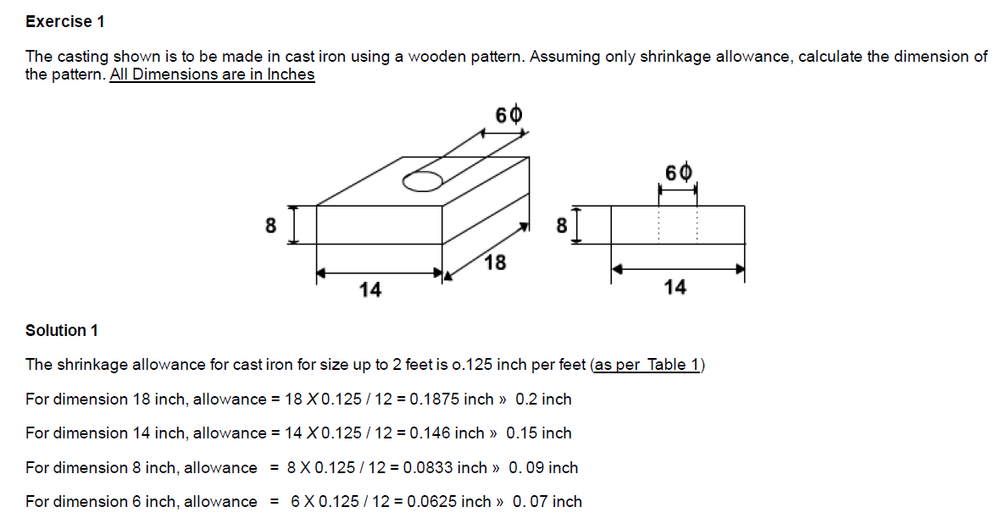 Exercise 1
The casting shown is to be made in cast iron using a wooden pattern. Assuming only shrinkage allowance, calculate the dimension of
the pattern. All Dimensions are in Inches
6ϕ
6ϕ
8
8
18
14
14
Solution 1
The shrinkage allowance for cast iron for size up to 2 feet is o.125 inch per feet (as per Table 1)
For dimension 18 inch, allowance = 18 X 0.125 / 12 = 0.1875 inch » 0.2 inch
For dimension 14 inch, allowance = 14 X 0.125 / 12 = 0.146 inch » 0.15 inch
For dimension 8 inch, allowance = 8 X 0.125 / 12 = 0.0833 inch » 0. 09 inch
For dimension 6 inch, allowance = 6 X 0.125 / 12 = 0.0625 inch » 0. 07 inch